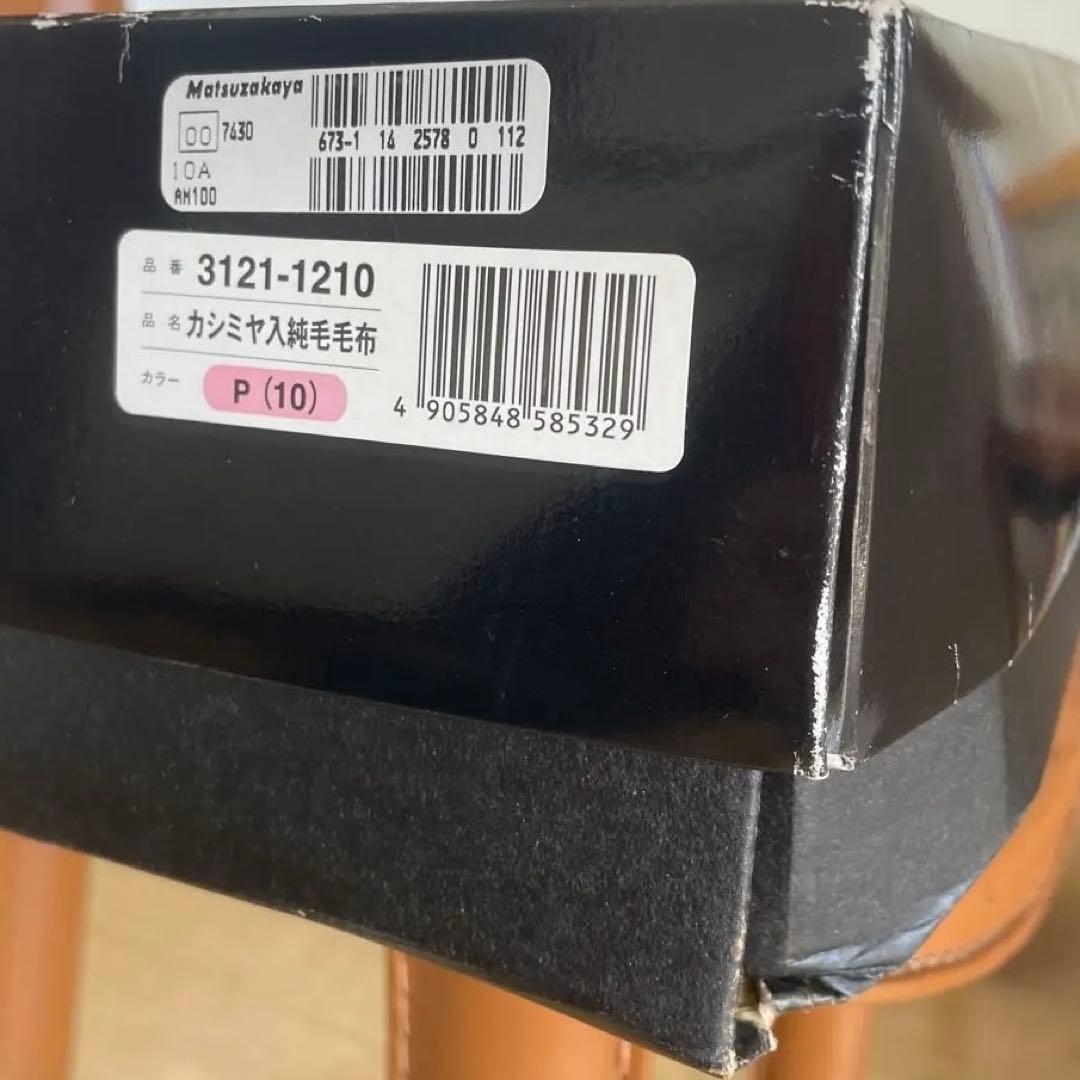 Matsuzakaya
00 7430
673-1 14 2578 0 112
10A
AM100
品番 3121-1210
品名 カシミヤ入純毛毛布
カラー P(10)
4 905848 585329